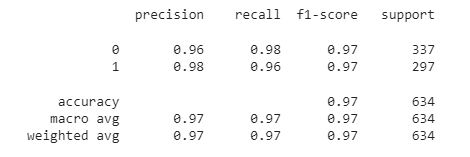 precision recall f1-score support
0 0.96 0.98 0.97 337
1 0.98 0.96 0.97 297
accuracy 0.97 634
macro avg 0.97 0.97 0.97 634
weighted avg 0.97 0.97 0.97 634